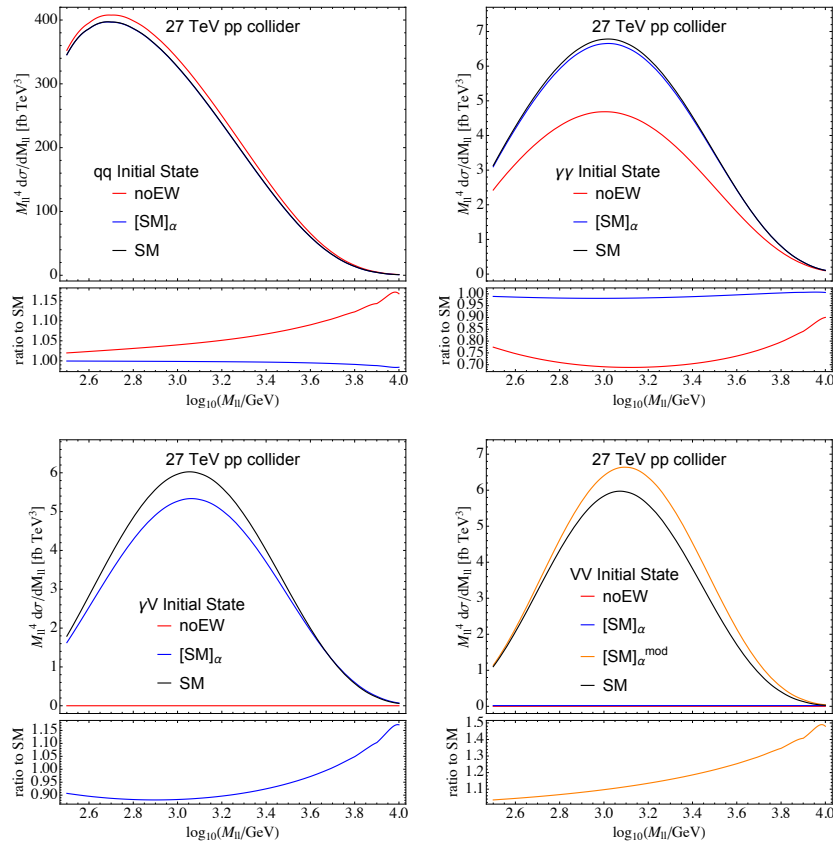 27 TeV pp collider
M_ll^4 dσ/dM_ll [fb TeV^3]
400
300
200
100
0
qq Initial State
noEW
[SM]_α
SM
ratio to SM
1.15
1.10
1.05
1.00
2.6 2.8 3.0 3.2 3.4 3.6 3.8 4.0
log_10(M_ll/GeV)
27 TeV pp collider
M_ll^4 dσ/dM_ll [fb TeV^3]
7
6
5
4
3
2
1
0
γγ Initial State
noEW
[SM]_α
SM
ratio to SM
1.00
0.95
0.90
0.85
0.80
0.75
0.70
2.6 2.8 3.0 3.2 3.4 3.6 3.8 4.0
log_10(M_ll/GeV)
27 TeV pp collider
M_ll^4 dσ/dM_ll [fb TeV^3]
6
5
4
3
2
1
0
γV Initial State
noEW
[SM]_α
SM
ratio to SM
1.15
1.10
1.05
1.00
0.95
0.90
2.6 2.8 3.0 3.2 3.4 3.6 3.8 4.0
log_10(M_ll/GeV)
27 TeV pp collider
M_ll^4 dσ/dM_ll [fb TeV^3]
7
6
5
4
3
2
1
0
VV Initial State
noEW
[SM]_α
[SM]_α^mod
SM
ratio to SM
1.5
1.4
1.3
1.2
1.1
2.6 2.8 3.0 3.2 3.4 3.6 3.8 4.0
log_10(M_ll/GeV)